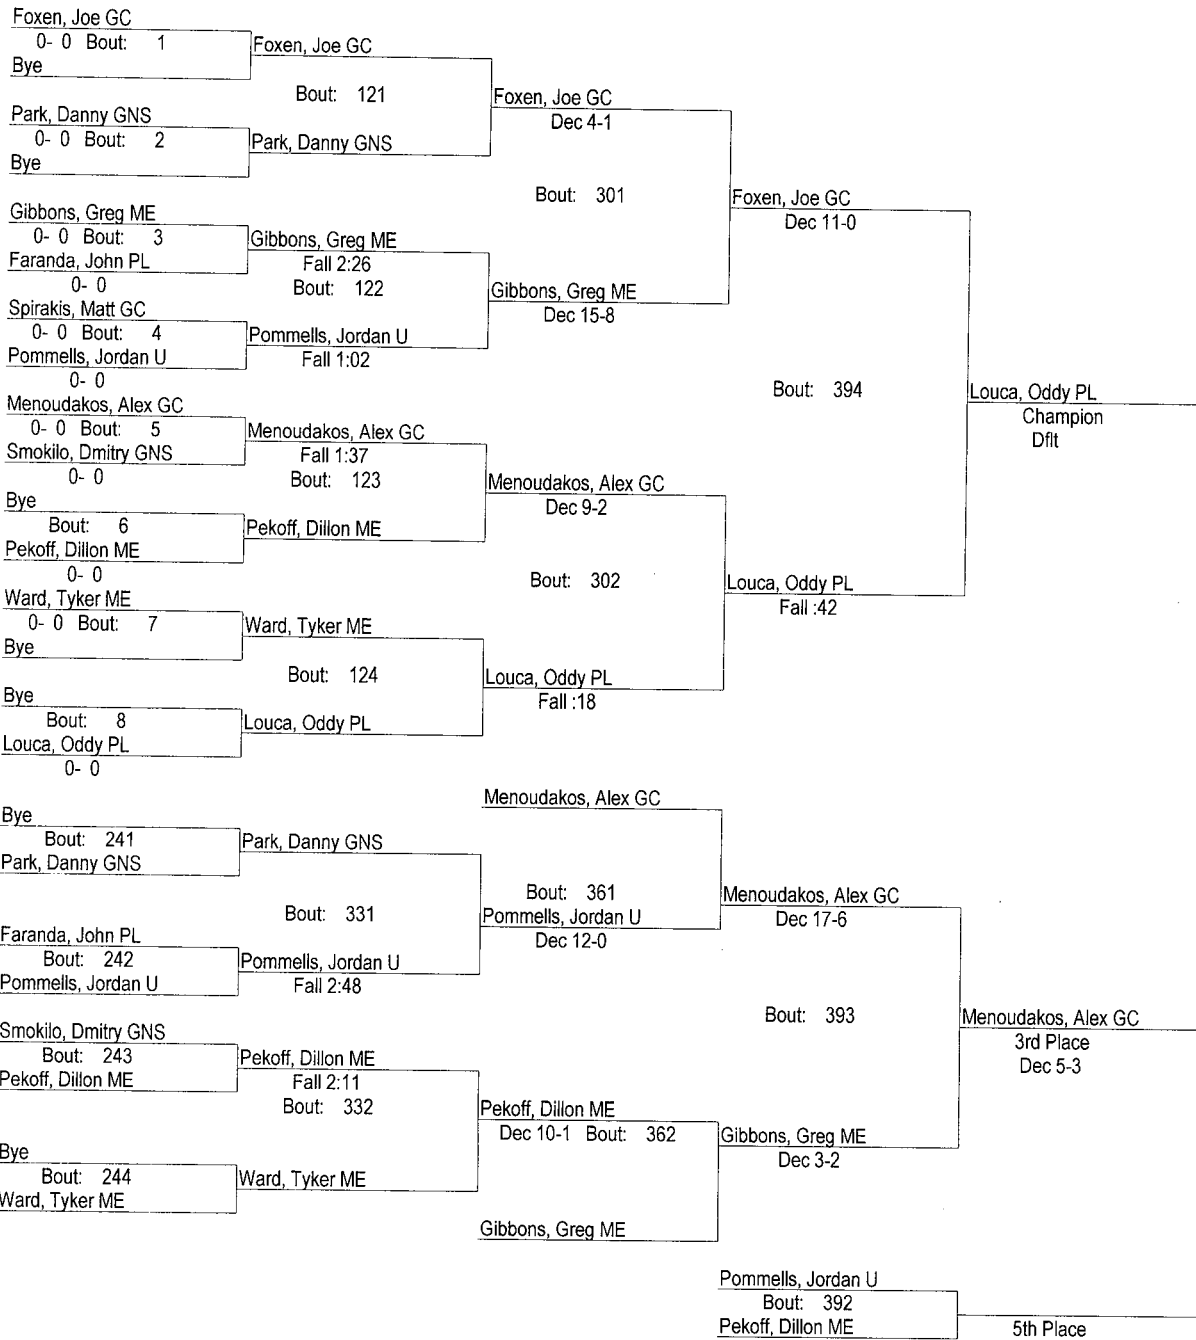 Foxen, Joe GC
0- 0 Bout: 1
Bye
Foxen, Joe GC
Bout: 121
Park, Danny GNS
0- 0 Bout: 2
Bye
Park, Danny GNS
Foxen, Joe GC
Dec 4-1
Bout: 301
Gibbons, Greg ME
0- 0 Bout: 3
Faranda, John PL
0- 0
Gibbons, Greg ME
Fall 2:26
Bout: 122
Spirakis, Matt GC
0- 0 Bout: 4
Pommells, Jordan U
0- 0
Pommells, Jordan U
Fall 1:02
Gibbons, Greg ME
Dec 15-8
Foxen, Joe GC
Dec 11-0
Bout: 394
Menoudakos, Alex GC
0- 0 Bout: 5
Smokilo, Dmitry GNS
0- 0
Menoudakos, Alex GC
Fall 1:37
Bout: 123
Bye
Bout: 6
Pekoff, Dillon ME
0- 0
Pekoff, Dillon ME
Menoudakos, Alex GC
Dec 9-2
Bout: 302
Ward, Tyker ME
0- 0 Bout: 7
Bye
Ward, Tyker ME
Bout: 124
Bye
Bout: 8
Louca, Oddy PL
0- 0
Louca, Oddy PL
Louca, Oddy PL
Fall :18
Louca, Oddy PL
Fall :42
Louca, Oddy PL
Champion
Dflt
Bye
Bout: 241
Park, Danny GNS
Park, Danny GNS
Bout: 331
Faranda, John PL
Bout: 242
Pommells, Jordan U
Pommells, Jordan U
Fall 2:48
Menoudakos, Alex GC
Bout: 361
Pommells, Jordan U
Dec 12-0
Menoudakos, Alex GC
Dec 17-6
Bout: 393
Smokilo, Dmitry GNS
Bout: 243
Pekoff, Dillon ME
Pekoff, Dillon ME
Fall 2:11
Bout: 332
Bye
Bout: 244
Ward, Tyker ME
Ward, Tyker ME
Pekoff, Dillon ME
Dec 10-1 Bout: 362
Gibbons, Greg ME
Gibbons, Greg ME
Dec 3-2
Menoudakos, Alex GC
3rd Place
Dec 5-3
Pommells, Jordan U
Bout: 392
Pekoff, Dillon ME
5th Place